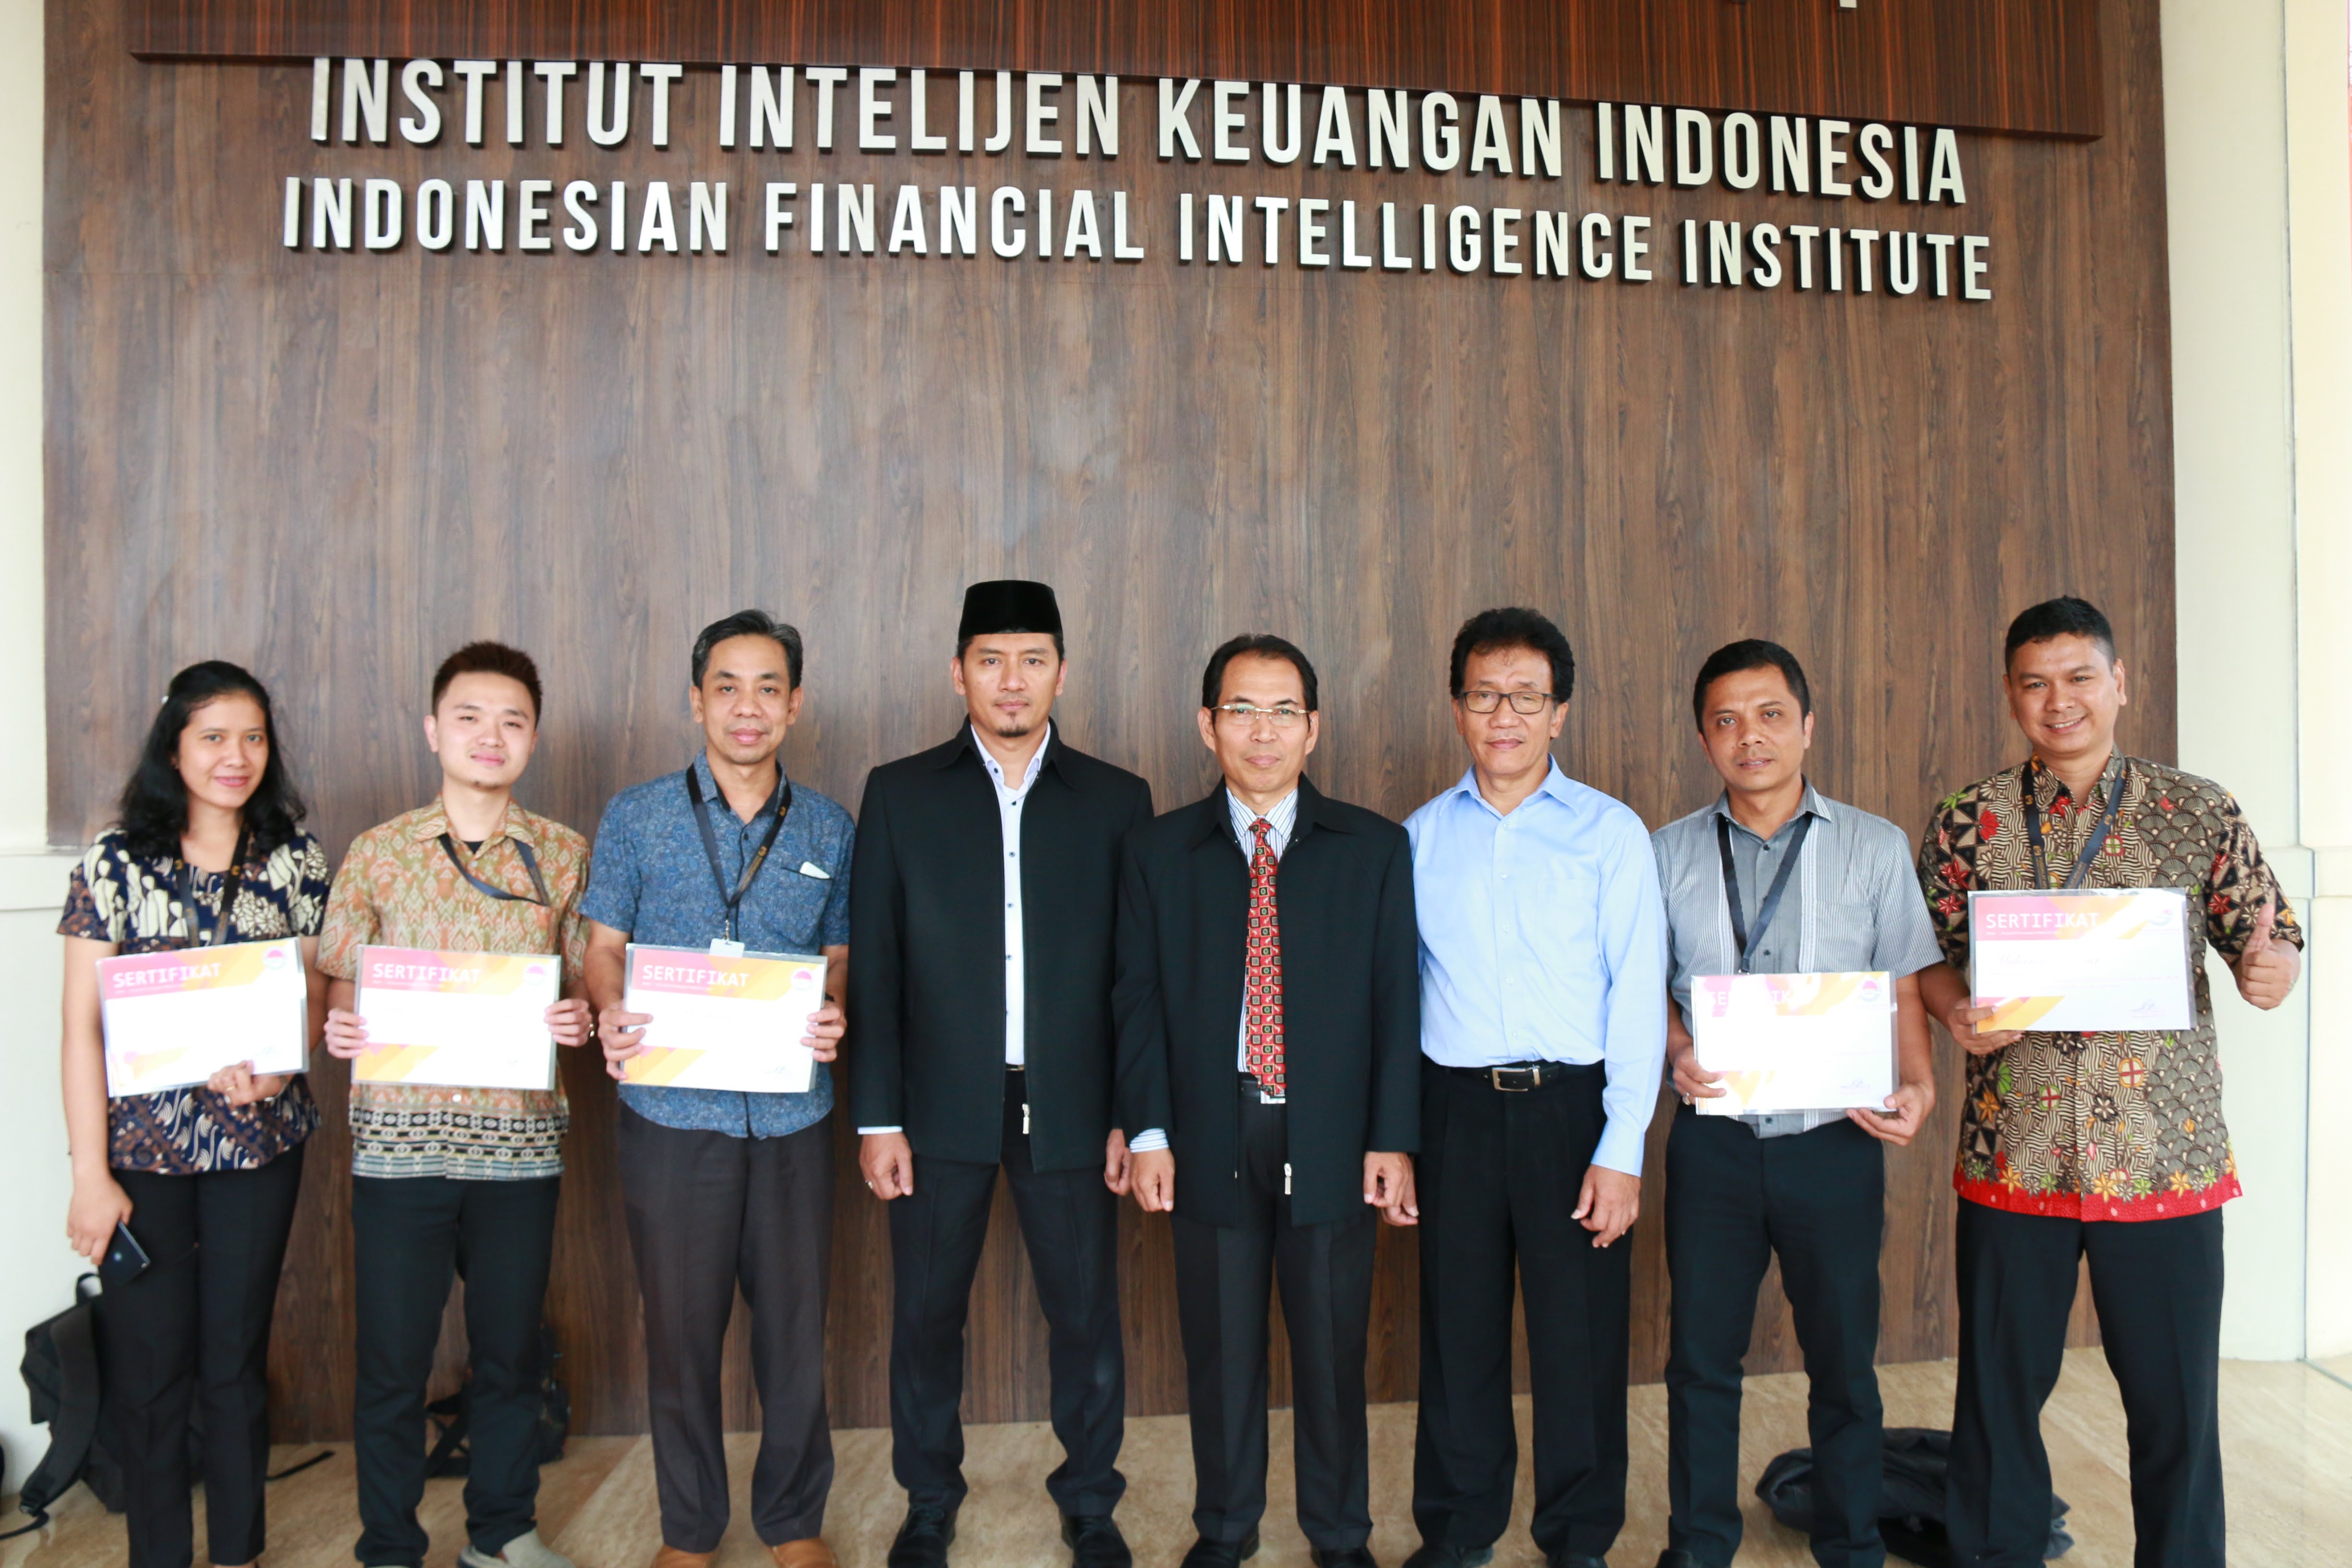 INSTITUT INTELIJEN KEUANGAN INDONESIA
INDONESIAN FINANCIAL INTELLIGENCE INSTITUTE
SERTIFIKAT
SERTIFIKAT
SERTIFIKAT
SERTIFIKAT